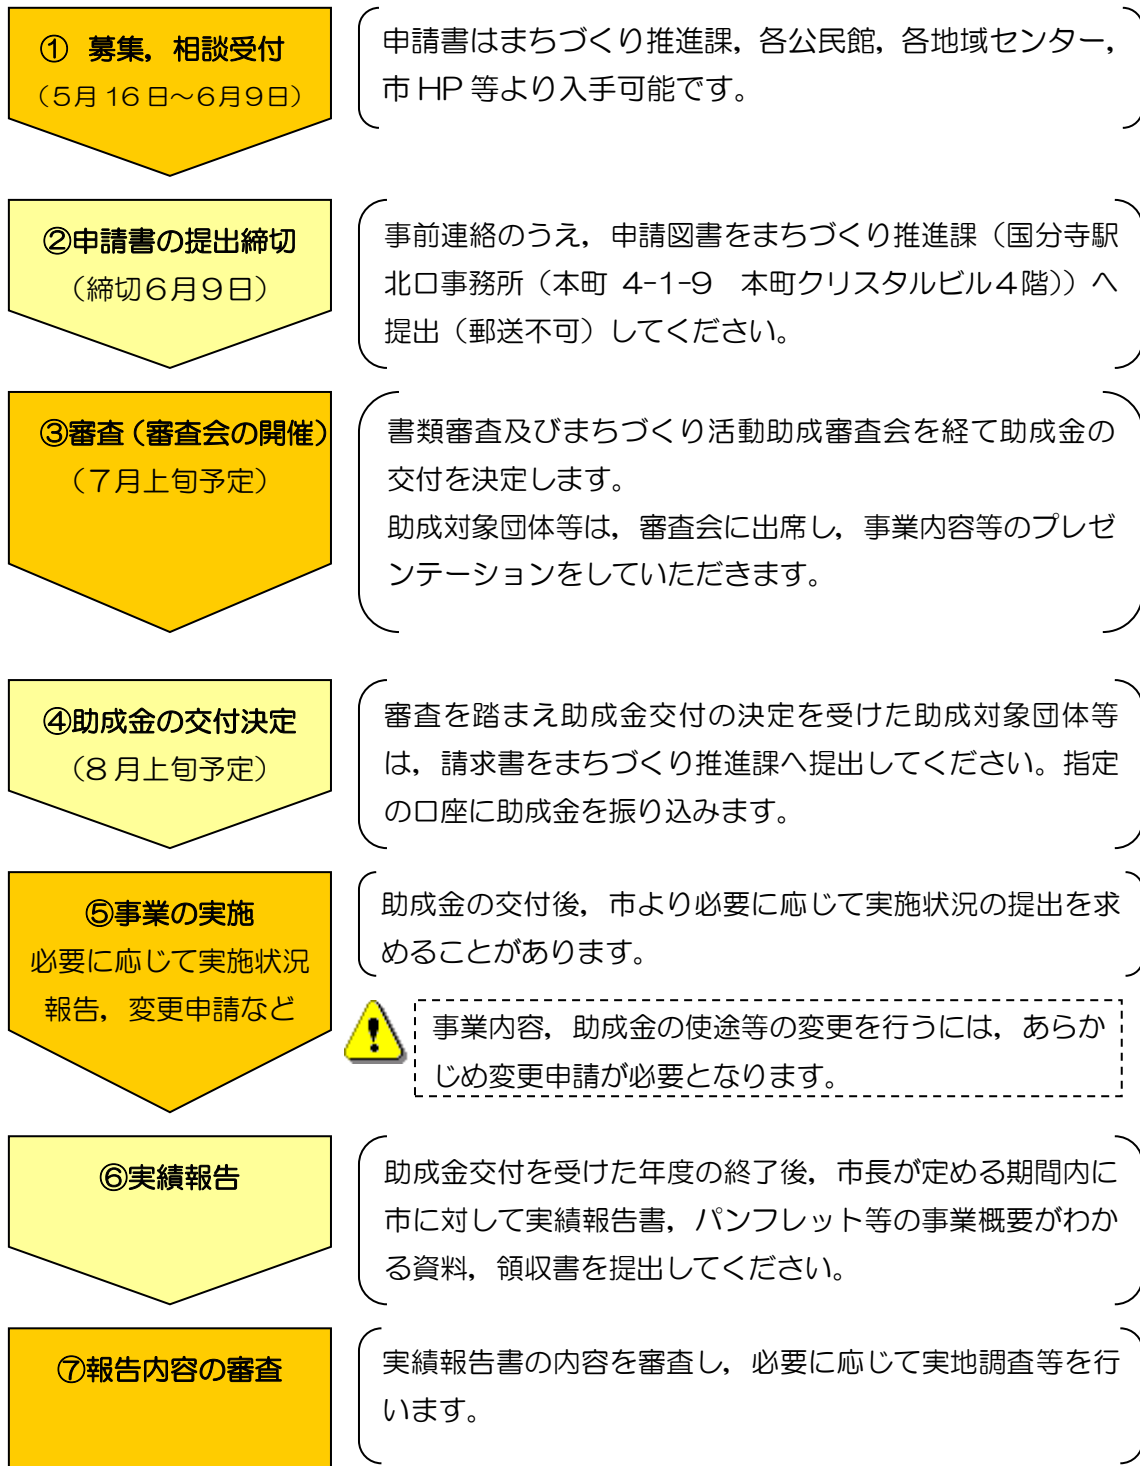 ① 募集，相談受付
（５月16日～６月９日）
申請書はまちづくり推進課，各公民館，各地域センター，
市HP等より入手可能です。
②申請書の提出締切
（締切６月９日）
事前連絡のうえ，申請図書をまちづくり推進課（国分寺駅
北口事務所（本町 4-1-9　本町クリスタルビル４階））へ
提出（郵送不可）してください。
③審査（審査会の開催）
（７月上旬予定）
書類審査及びまちづくり活動助成審査会を経て助成金の
交付を決定します。
助成対象団体等は，審査会に出席し，事業内容等のプレゼ
ンテーションをしていただきます。
④助成金の交付決定
（８月上旬予定）
審査を踏まえ助成金交付の決定を受けた助成対象団体等
は，請求書をまちづくり推進課へ提出してください。指定
の口座に助成金を振り込みます。
⑤事業の実施
必要に応じて実施状況
報告，変更申請など
助成金の交付後，市より必要に応じて実施状況の提出を求
めることがあります。
事業内容，助成金の使途等の変更を行うには，あらか
じめ変更申請が必要となります。
⑥実績報告
助成金交付を受けた年度の終了後，市長が定める期間内に
市に対して実績報告書，パンフレット等の事業概要がわか
る資料，領収書を提出してください。
⑦報告内容の審査
実績報告書の内容を審査し，必要に応じて実地調査等を行
います。